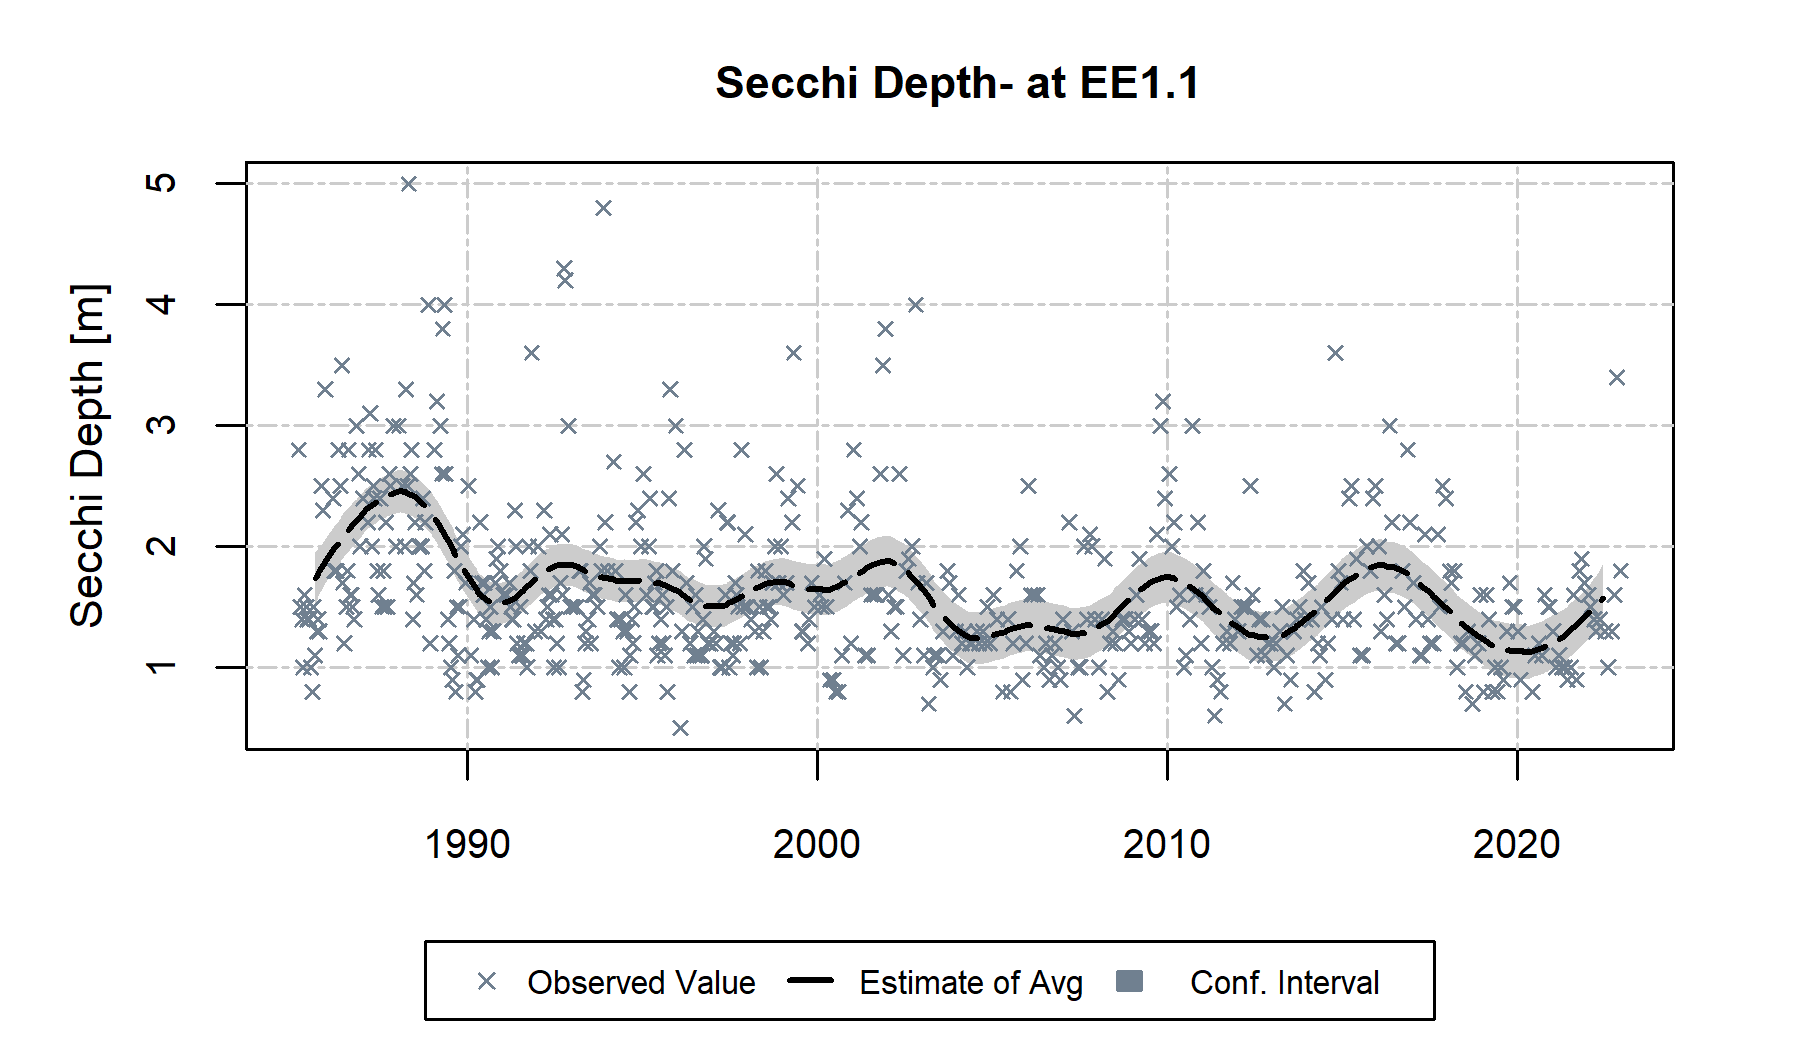 Secchi Depth- at EE1.1
Secchi Depth [m]
5
4
3
2
1
1990 2000 2010 2020
Observed Value Estimate of Avg Conf. Interval